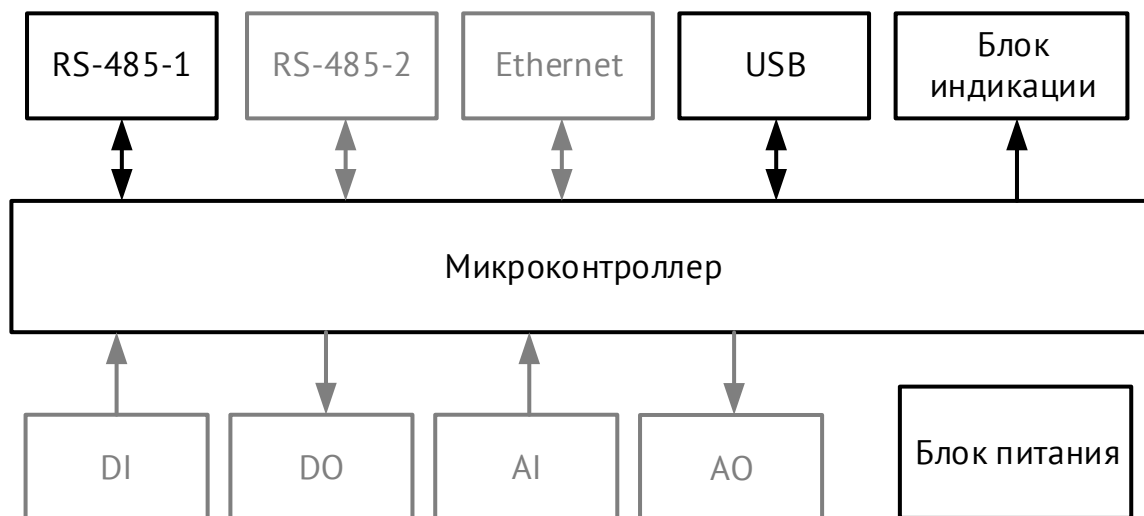 RS-485-1
RS-485-2
Ethernet
USB
Блок
индикации
Микроконтроллер
DI
DO
AI
AO
Блок питания